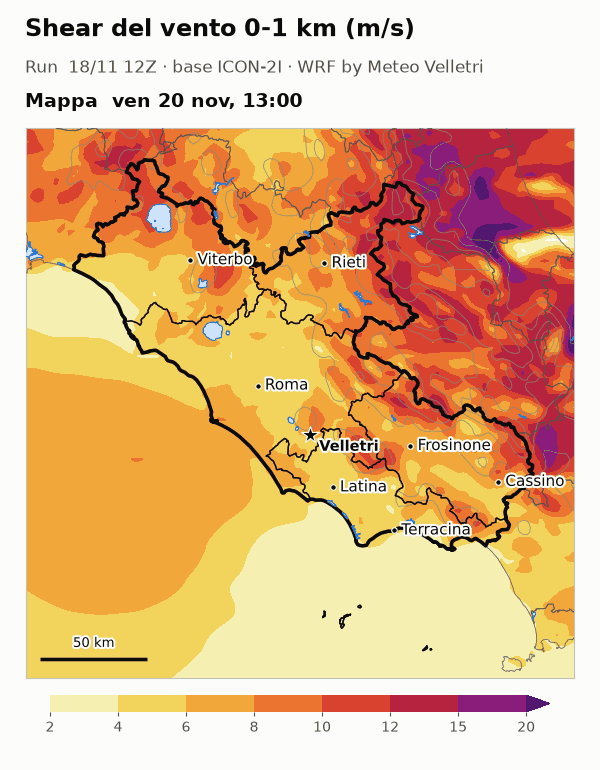 Shear del vento 0-1 km (m/s)
Run 18/11 12Z · base ICON-2I · WRF by Meteo Velletri
Mappa ven 20 nov, 13:00
Viterbo
Rieti
Roma
Velletri
Frosinone
Cassino
Latina
Terracina
50 km
2 4 6 8 10 12 15 20